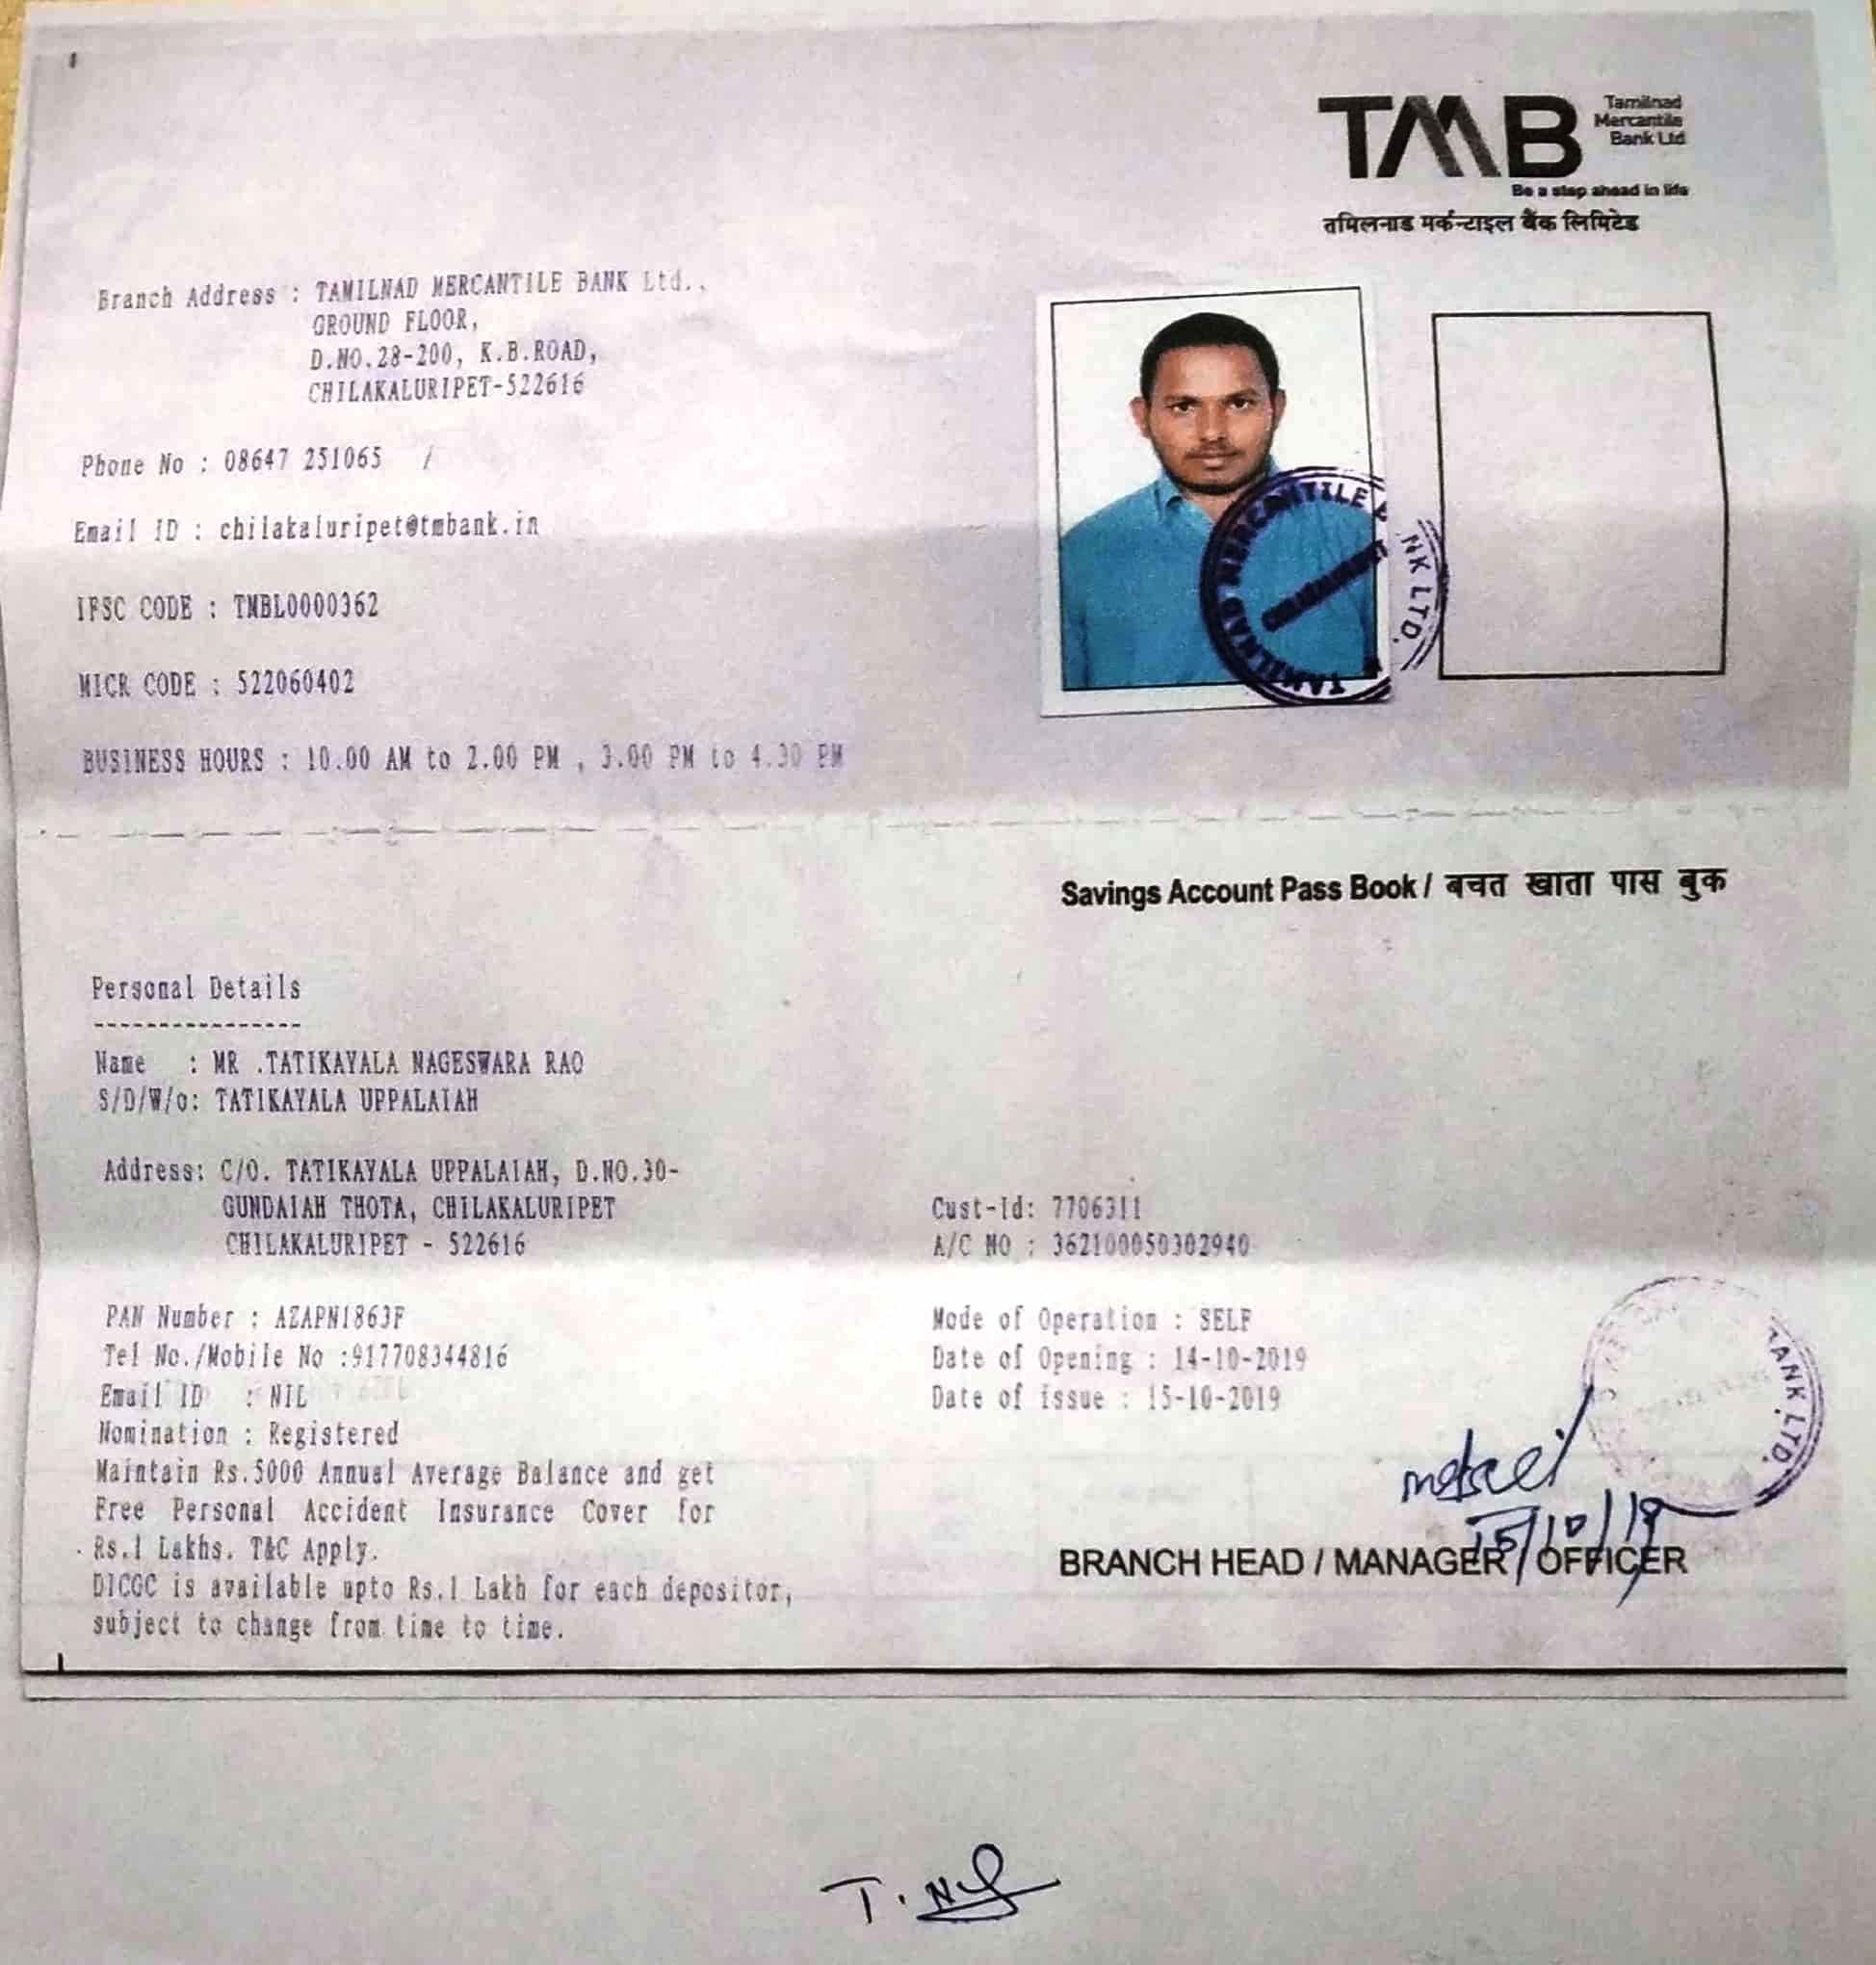 TMB Tamilnad
Mercantile
Bank Ltd
Be a step ahead in life
तमिलनाड मर्कन्टाइल बैंक लिमिटेड
Branch Address : TAMILNAD MERCANTILE BANK Ltd.,
GROUND FLOOR,
D.NO.28-200, K.B.ROAD,
CHILAKALURIPET-522616
Phone No : 08647 251065 /
Email ID : chilakaluripet@tmbank.in
IFSC CODE : TMBL0000362
MICR CODE : 522060402
BUSINESS HOURS : 10.00 AM to 2.00 PM , 3.00 PM to 4.30 PM
TAMILNAD MERCANTILE BANK LTD.
Savings Account Pass Book / बचत खाता पास बुक
Personal Details
----------------
Name : MR .TATIKAYALA NAGESWARA RAO
S/D/W/o: TATIKAYALA UPPALAIAH
Address: C/O. TATIKAYALA UPPALAIAH, D.NO.30-
GUNDAIAH THOTA, CHILAKALURIPET
CHILAKALURIPET - 522616
Cust-Id: 7706311
A/C NO : 362100050302940
PAN Number : AZAPN1863F
Tel No./Mobile No :917708344816
Email ID : NIL
Nomination : Registered
Maintain Rs.5000 Annual Average Balance and get
Free Personal Accident Insurance Cover for
Rs.1 Lakhs. T&C Apply.
DICGC is available upto Rs.1 Lakh for each depositor,
subject to change from time to time.
Mode of Operation : SELF
Date of Opening : 14-10-2019
Date of issue : 15-10-2019
BANK LTD.
15/10/19
BRANCH HEAD / MANAGER / OFFICER